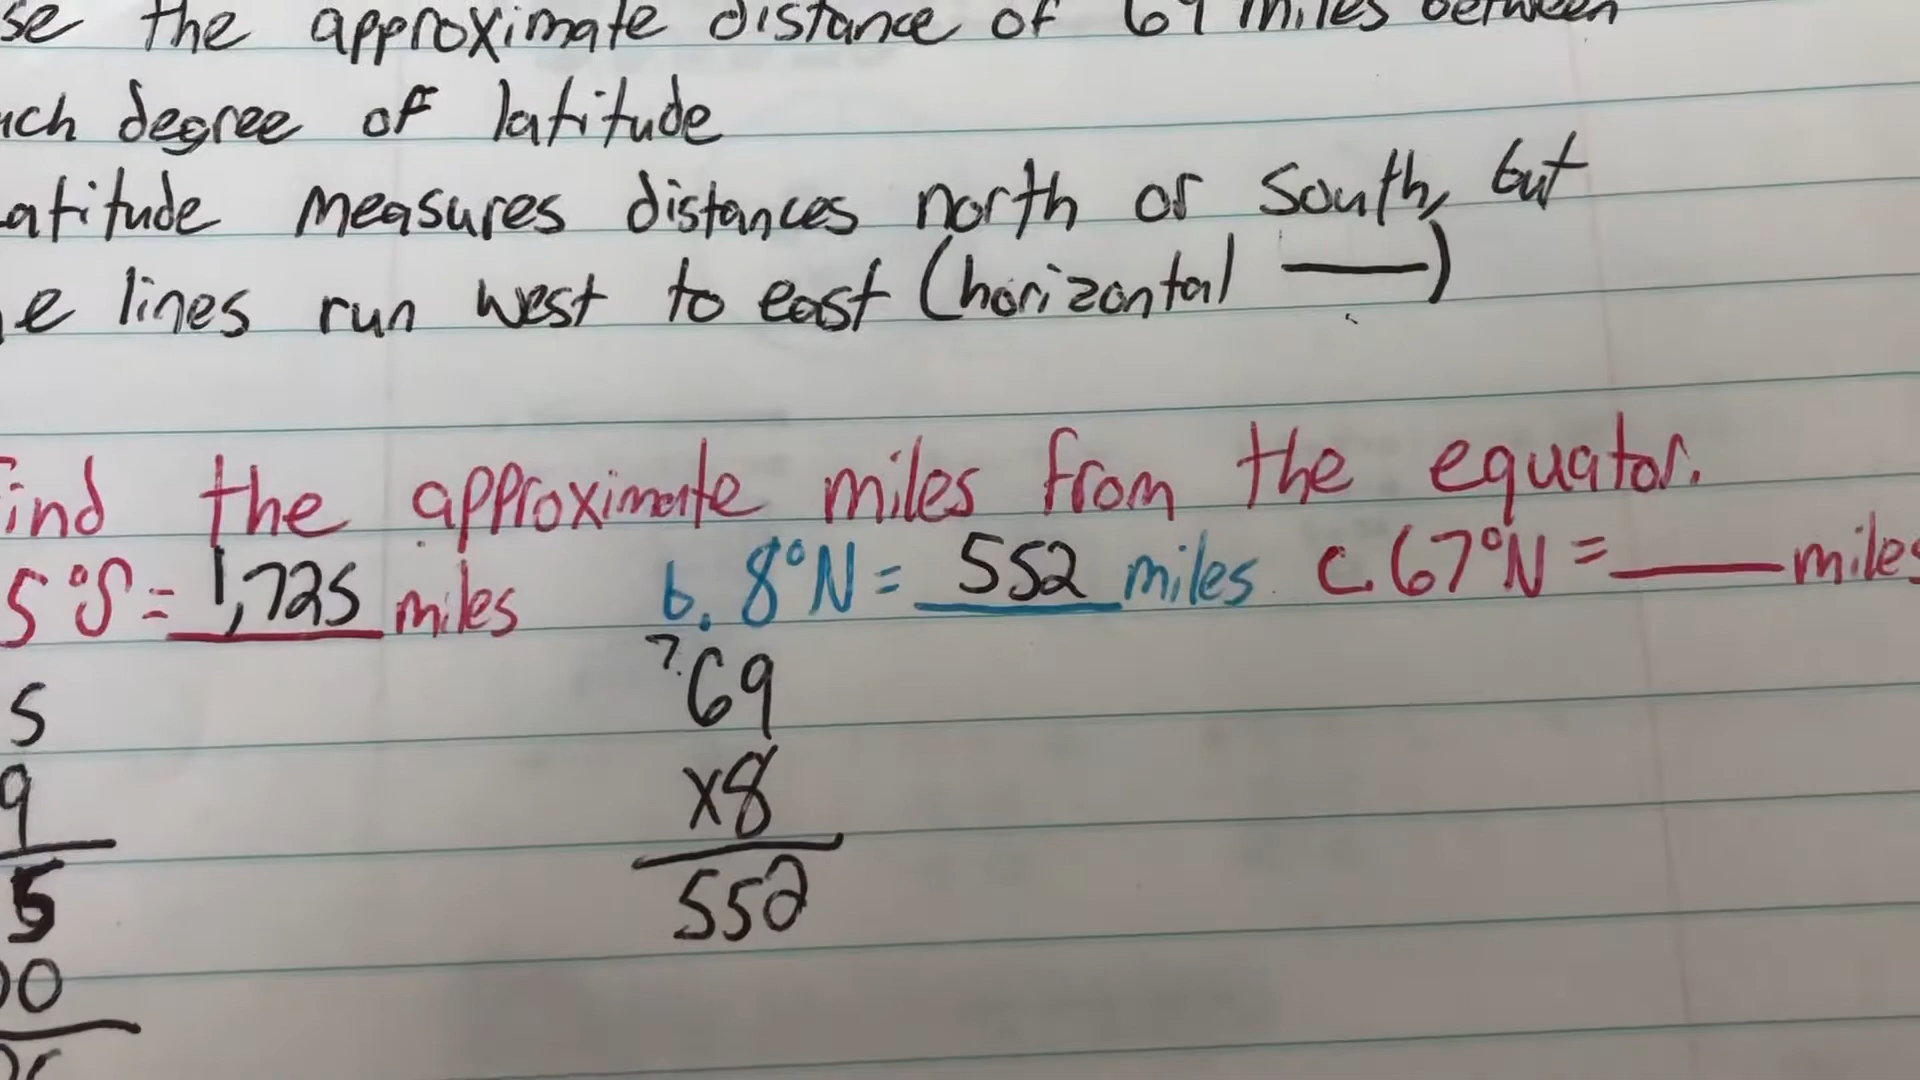 se the approximate distance of 69 miles between
ch degree of latitude
atitude measures distances north or south, but
e lines run west to east (horizontal —)
ind the approximate miles from the equator.
5°S = 1,725 miles b. 8°N = 552 miles c. 67°N = ___ miles
5
7 69
9
x8
5
552
0